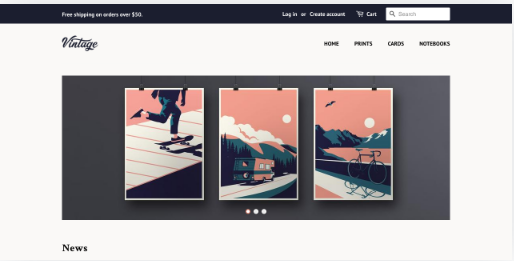 Free shipping on orders over $50.
Log in or Create account
Cart
Search
Vintage
HOME PRINTS CARDS NOTEBOOKS
News